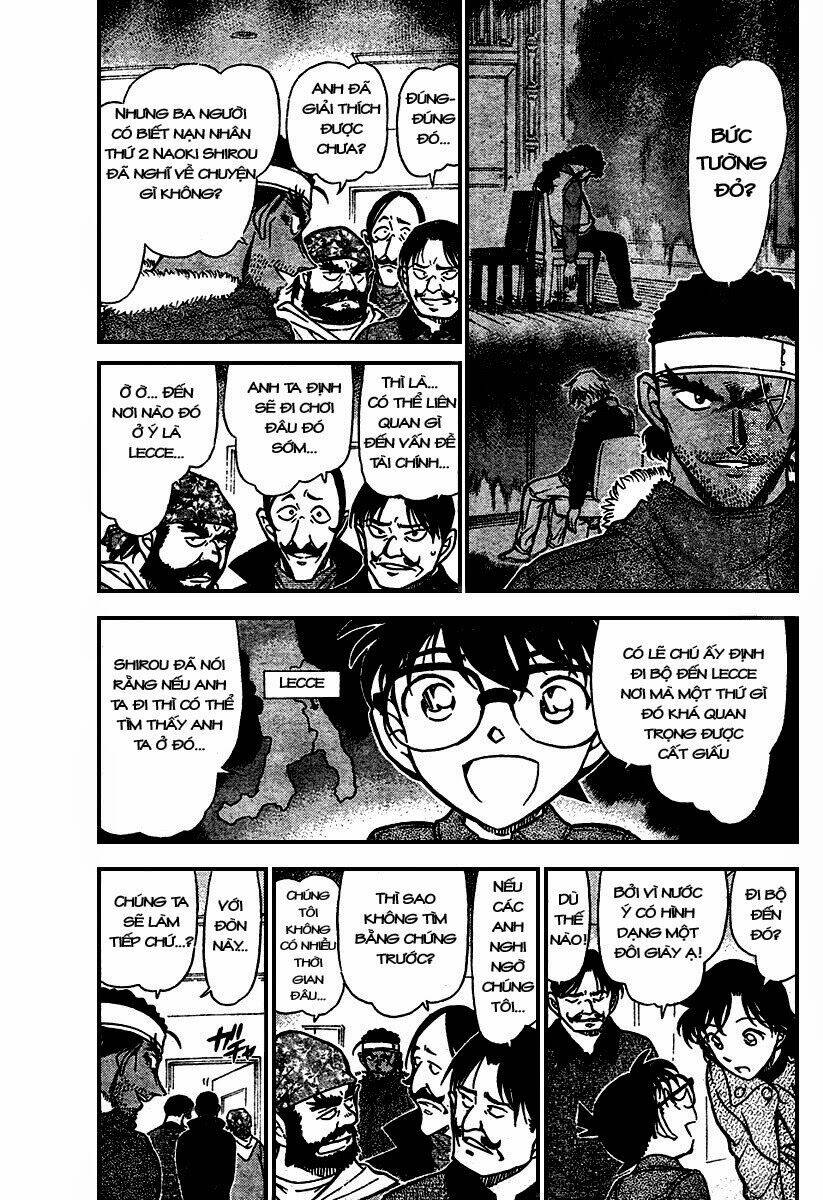 BỨC
TƯỜNG
ĐỎ?
ĐÚNG-
ĐÚNG
ĐÓ...
ANH ĐÃ
GIẢI THÍCH
ĐƯỢC
CHƯA?
NHƯNG BA NGƯỜI
CÓ BIẾT NẠN NHÂN
THỨ 2 NAOKI SHIROU
ĐÃ NGHĨ VỀ CHUYỆN
GÌ KHÔNG?
THÌ LÀ...
CÓ THỂ LIÊN
QUAN GÌ
ĐẾN VẤN ĐỀ
TÀI CHÍNH...
ANH TA ĐỊNH
SẼ ĐI CHƠI
ĐÂU ĐÓ
SỚM...
Ờ Ờ... ĐẾN
NƠI NÀO ĐÓ
Ở Ý LÀ
LECCE...
CÓ LẼ CHÚ ẤY ĐỊNH
ĐI BỘ ĐẾN LECCE
NƠI MÀ MỘT THỨ GÌ
ĐÓ KHÁ QUAN
TRỌNG ĐƯỢC
CẤT GIẤU
LECCE
SHIROU ĐÃ NÓI
RẰNG NẾU ANH
TA ĐI THÌ CÓ THỂ
TÌM THẤY ANH
TA Ở ĐÓ...
ĐI BỘ
ĐẾN
ĐÓ?
BỞI VÌ NƯỚC
Ý CÓ HÌNH
DẠNG MỘT
ĐÔI GIÀY Ạ!
DÙ
THẾ
NÀO!
NẾU
CÁC
ANH
NGHI
NGỜ
CHÚNG
TÔI...
THÌ SAO
KHÔNG TÌM
BẰNG CHỨNG
TRƯỚC?
CHÚNG
TÔI
KHÔNG
CÓ NHIỀU
THỜI
GIAN
ĐÂU...
VỚI
ĐÒN
NÀY...
CHÚNG TA
SẼ LÀM
TIẾP CHỨ...?